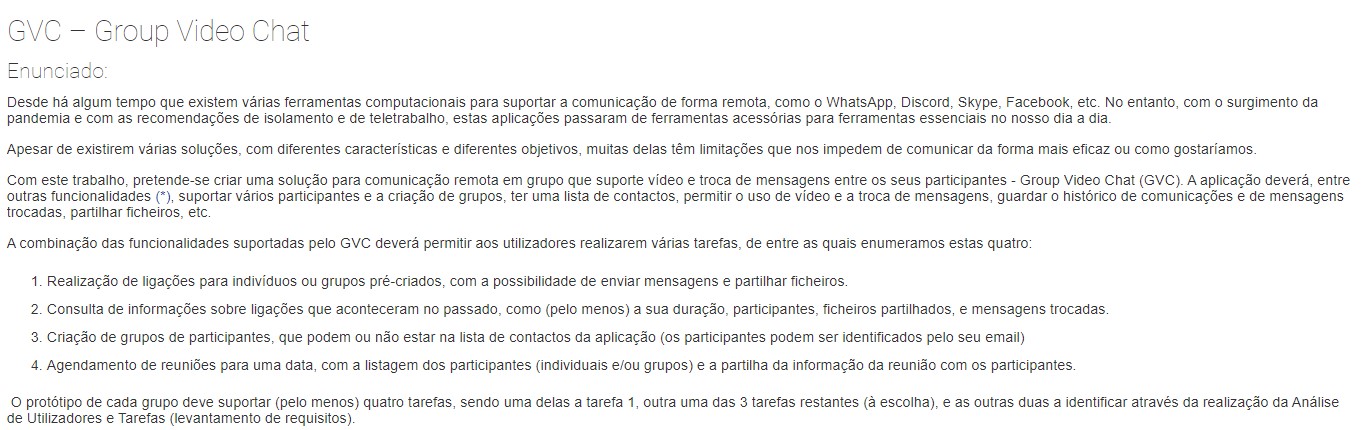 GVC – Group Video Chat
Enunciado:
Desde há algum tempo que existem várias ferramentas computacionais para suportar a comunicação de forma remota, como o WhatsApp, Discord, Skype, Facebook, etc. No entanto, com o surgimento da
pandemia e com as recomendações de isolamento e de teletrabalho, estas aplicações passaram de ferramentas acessórias para ferramentas essenciais no nosso dia a dia.
Apesar de existirem várias soluções, com diferentes características e diferentes objetivos, muitas delas têm limitações que nos impedem de comunicar da forma mais eficaz ou como gostaríamos.
Com este trabalho, pretende-se criar uma solução para comunicação remota em grupo que suporte vídeo e troca de mensagens entre os seus participantes - Group Video Chat (GVC). A aplicação deverá, entre
outras funcionalidades (*), suportar vários participantes e a criação de grupos, ter uma lista de contactos, permitir o uso de vídeo e a troca de mensagens, guardar o histórico de comunicações e de mensagens
trocadas, partilhar ficheiros, etc.
A combinação das funcionalidades suportadas pelo GVC deverá permitir aos utilizadores realizarem várias tarefas, de entre as quais enumeramos estas quatro:
1. Realização de ligações para indivíduos ou grupos pré-criados, com a possibilidade de enviar mensagens e partilhar ficheiros.
2. Consulta de informações sobre ligações que aconteceram no passado, como (pelo menos) a sua duração, participantes, ficheiros partilhados, e mensagens trocadas.
3. Criação de grupos de participantes, que podem ou não estar na lista de contactos da aplicação (os participantes podem ser identificados pelo seu email)
4. Agendamento de reuniões para uma data, com a listagem dos participantes (individuais e/ou grupos) e a partilha da informação da reunião com os participantes.
O protótipo de cada grupo deve suportar (pelo menos) quatro tarefas, sendo uma delas a tarefa 1, outra uma das 3 tarefas restantes (à escolha), e as outras duas a identificar através da realização da Análise
de Utilizadores e Tarefas (levantamento de requisitos).